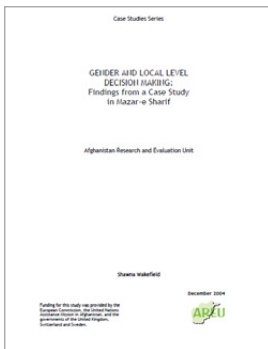 Case Studies Series
GENDER AND LOCAL LEVEL
DECISION MAKING:
Findings from a Case Study
in Mazar-e Sharif
Afghanistan Research and Evaluation Unit
Shawna Wakefield
December 2004
Funding for this study was provided by the
European Commission, the United Nations
Assistance Mission in Afghanistan, and the
governments of the United Kingdom,
Switzerland and Sweden.
AREU